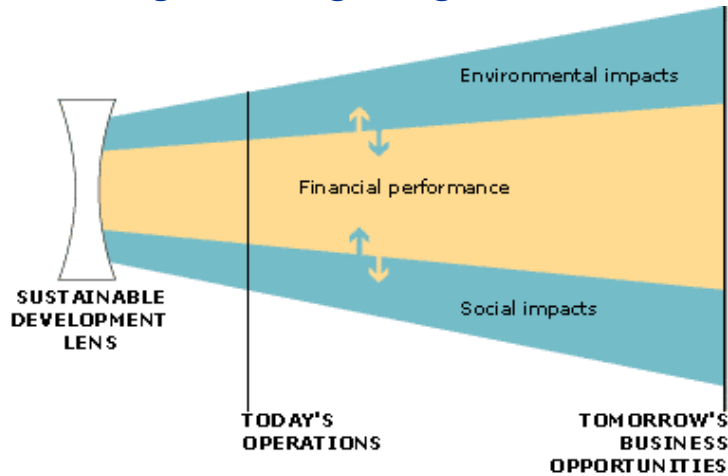 Environmental impacts
Financial performance
Social impacts
SUSTAINABLE
DEVELOPMENT
LENS
TODAY'S
OPERATIONS
TOMORROW'S
BUSINESS
OPPORTUNITIES